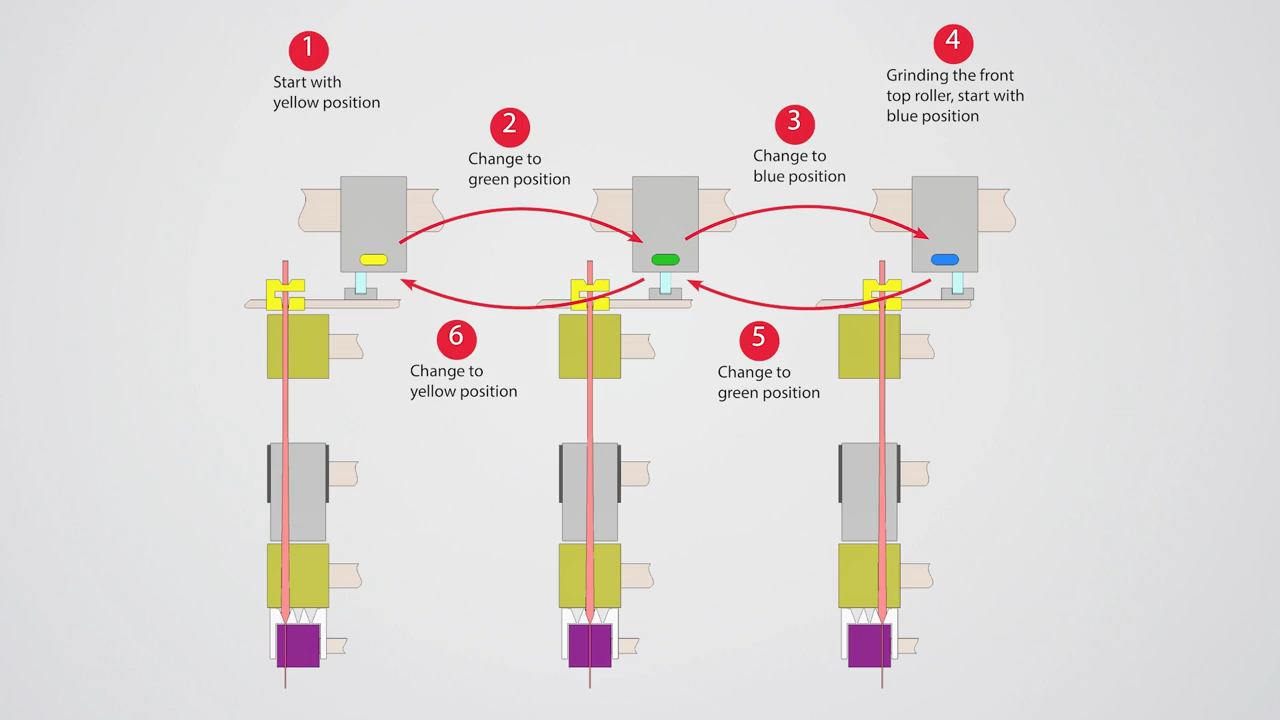 1
Start with
yellow position
2
Change to
green position
3
Change to
blue position
4
Grinding the front
top roller, start with
blue position
5
Change to
green position
6
Change to
yellow position